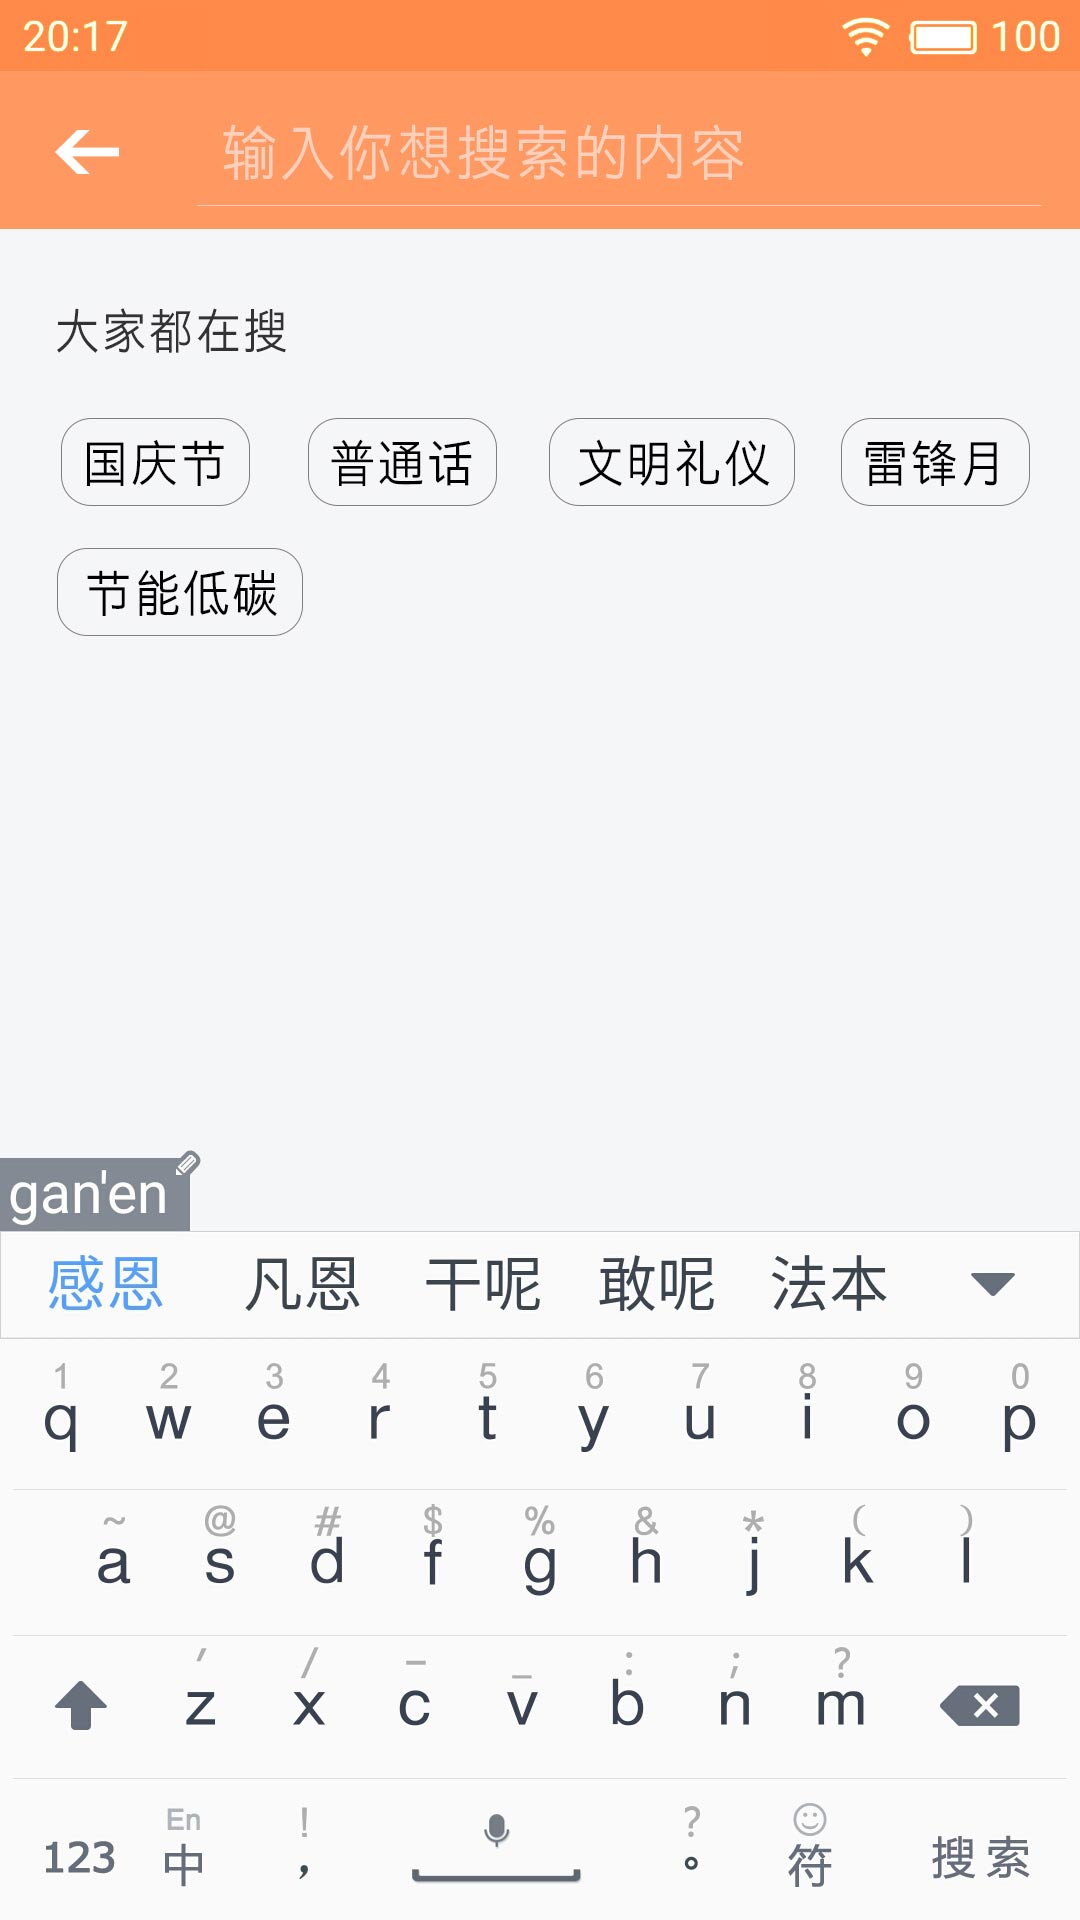 20:17 100
输入你想搜索的内容
大家都在搜
国庆节 普通话 文明礼仪 雷锋月
节能低碳
gan'en
感恩 凡恩 干呢 敢呢 法本
1 2 3 4 5 6 7 8 9 0
q w e r t y u i o p
~ @ # $ % & * ( )
a s d f g h j k l
′ / – _ : ; ?
z x c v b n m
En ! ?
123 中 , 。 符 搜索